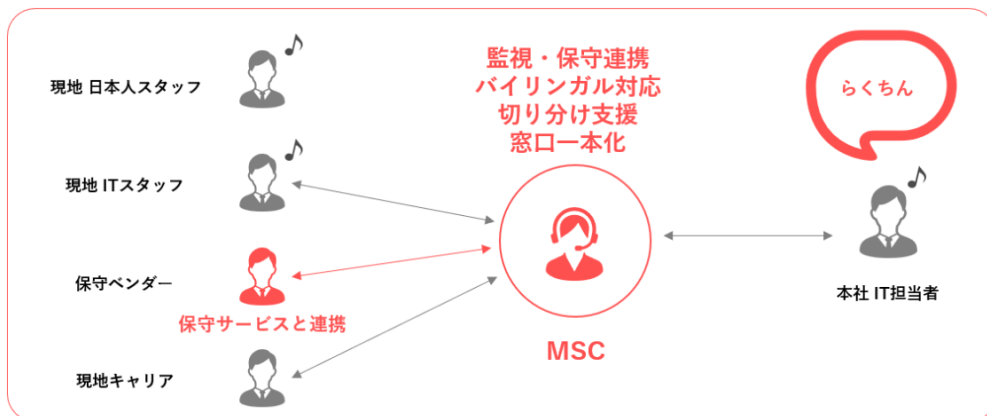 現地 日本人スタッフ
現地 ITスタッフ
保守ベンダー
保守サービスと連携
現地キャリア
監視・保守連携
バイリンガル対応
切り分け支援
窓口一本化
MSC
らくちん
本社 IT担当者